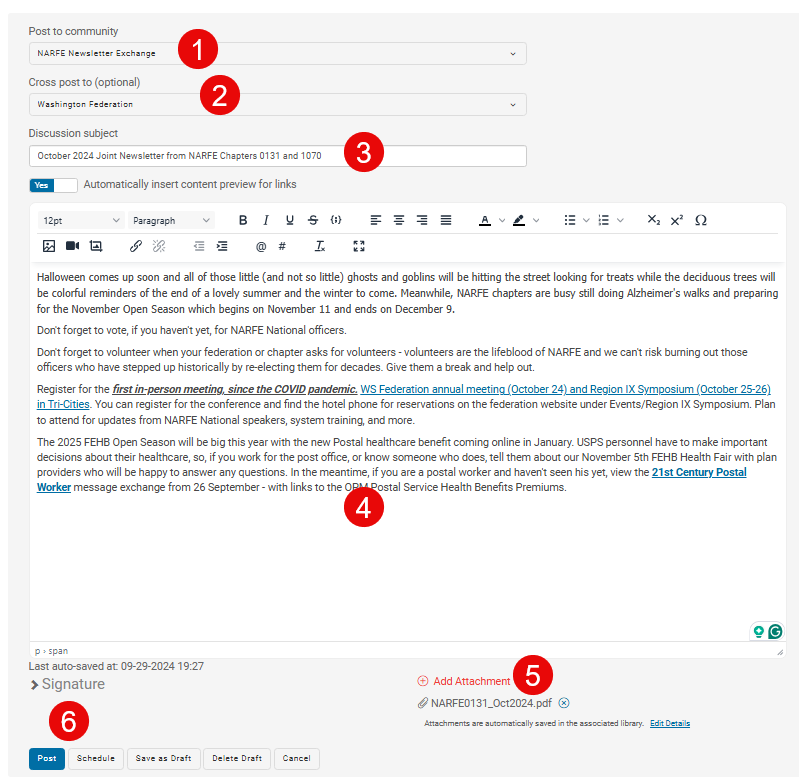 Post to community
NARFE Newsletter Exchange
1
Cross post to (optional)
2
Washington Federation
Discussion subject
October 2024 Joint Newsletter from NARFE Chapters 0131 and 1070
3
Yes Automatically insert content preview for links
12pt Paragraph B I U S {;} A X₂ X² Ω
@ # Ix
Halloween comes up soon and all of those little (and not so little) ghosts and goblins will be hitting the street looking for treats while the deciduous trees will
be colorful reminders of the end of a lovely summer and the winter to come. Meanwhile, NARFE chapters are busy still doing Alzheimer's walks and preparing
for the November Open Season which begins on November 11 and ends on December 9.
Don't forget to vote, if you haven't yet, for NARFE National officers.
Don't forget to volunteer when your federation or chapter asks for volunteers - volunteers are the lifeblood of NARFE and we can't risk burning out those
officers who have stepped up historically by re-electing them for decades. Give them a break and help out.
Register for the first in-person meeting, since the COVID pandemic. WS Federation annual meeting (October 24) and Region IX Symposium (October 25-26)
in Tri-Cities. You can register for the conference and find the hotel phone for reservations on the federation website under Events/Region IX Symposium. Plan
to attend for updates from NARFE National speakers, system training, and more.
The 2025 FEHB Open Season will be big this year with the new Postal healthcare benefit coming online in January. USPS personnel have to make important
decisions about their healthcare, so, if you work for the post office, or know someone who does, tell them about our November 5th FEHB Health Fair with plan
providers who will be happy to answer any questions. In the meantime, if you are a postal worker and haven't seen his yet, view the 21st Century Postal
Worker message exchange from 26 September - with links to the OPM Postal Service Health Benefits Premiums.
4
G
p › span
Last auto-saved at: 09-29-2024 19:27
Signature
Add Attachment
5
NARFE0131_Oct2024.pdf
Attachments are automatically saved in the associated library. Edit Details
6
Post Schedule Save as Draft Delete Draft Cancel